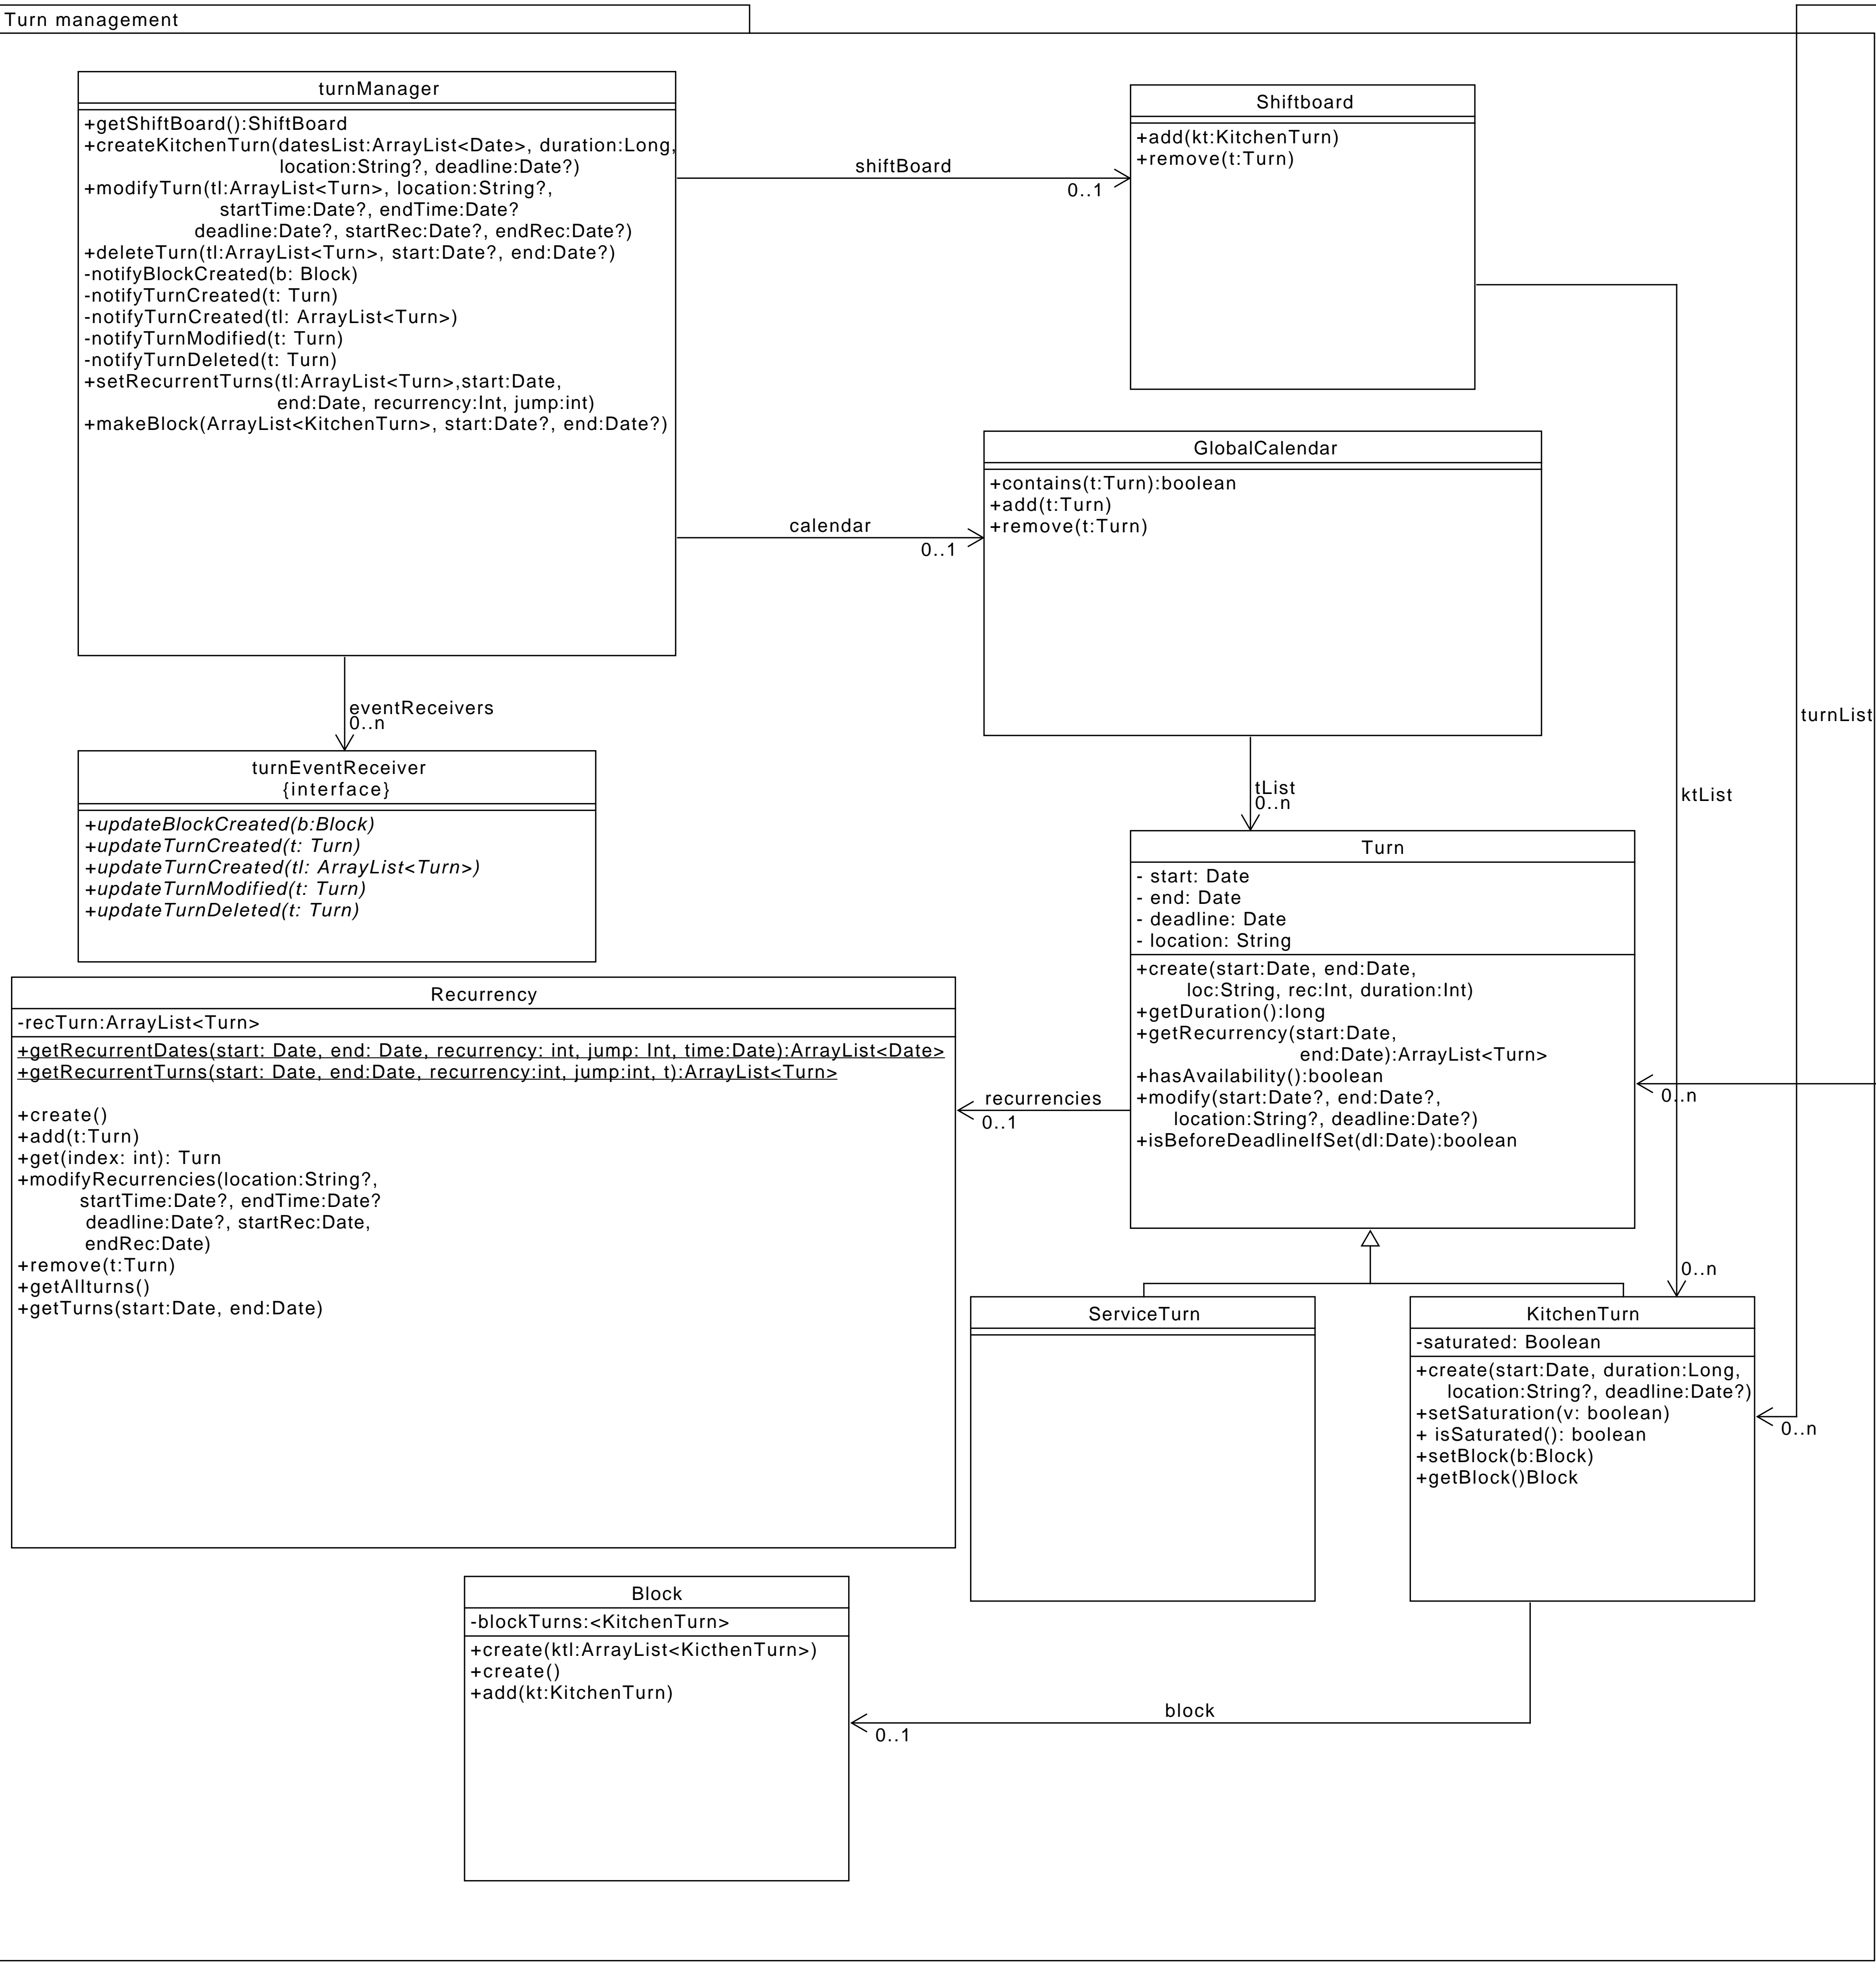 Turn management
turnManager
+getShiftBoard():ShiftBoard
+createKitchenTurn(datesList:ArrayList<Date>, duration:Long,
location:String?, deadline:Date?)
+modifyTurn(tl:ArrayList<Turn>, location:String?,
startTime:Date?, endTime:Date?
deadline:Date?, startRec:Date?, endRec:Date?)
+deleteTurn(tl:ArrayList<Turn>, start:Date?, end:Date?)
-notifyBlockCreated(b: Block)
-notifyTurnCreated(t: Turn)
-notifyTurnCreated(tl: ArrayList<Turn>)
-notifyTurnModified(t: Turn)
-notifyTurnDeleted(t: Turn)
+setRecurrentTurns(tl:ArrayList<Turn>,start:Date,
end:Date, recurrency:Int, jump:int)
+makeBlock(ArrayList<KitchenTurn>, start:Date?, end:Date?)
shiftBoard
0..1
Shiftboard
+add(kt:KitchenTurn)
+remove(t:Turn)
calendar
0..1
GlobalCalendar
+contains(t:Turn):boolean
+add(t:Turn)
+remove(t:Turn)
eventReceivers
0..n
turnEventReceiver
{interface}
+updateBlockCreated(b:Block)
+updateTurnCreated(t: Turn)
+updateTurnCreated(tl: ArrayList<Turn>)
+updateTurnModified(t: Turn)
+updateTurnDeleted(t: Turn)
tList
0..n
ktList
turnList
Turn
- start: Date
- end: Date
- deadline: Date
- location: String
+create(start:Date, end:Date,
loc:String, rec:Int, duration:Int)
+getDuration():long
+getRecurrency(start:Date,
end:Date):ArrayList<Turn>
+hasAvailability():boolean
+modify(start:Date?, end:Date?,
location:String?, deadline:Date?)
+isBeforeDeadlineIfSet(dl:Date):boolean
0..n
recurrencies
0..1
Recurrency
-recTurn:ArrayList<Turn>
+getRecurrentDates(start: Date, end: Date, recurrency: int, jump: Int, time:Date):ArrayList<Date>
+getRecurrentTurns(start: Date, end:Date, recurrency:int, jump:int, t):ArrayList<Turn>
+create()
+add(t:Turn)
+get(index: int): Turn
+modifyRecurrencies(location:String?,
startTime:Date?, endTime:Date?
deadline:Date?, startRec:Date,
endRec:Date)
+remove(t:Turn)
+getAllturns()
+getTurns(start:Date, end:Date)
ServiceTurn
0..n
KitchenTurn
-saturated: Boolean
+create(start:Date, duration:Long,
location:String?, deadline:Date?)
+setSaturation(v: boolean)
+ isSaturated(): boolean
+setBlock(b:Block)
+getBlock()Block
0..n
Block
-blockTurns:<KitchenTurn>
+create(ktl:ArrayList<KicthenTurn>)
+create()
+add(kt:KitchenTurn)
block
0..1